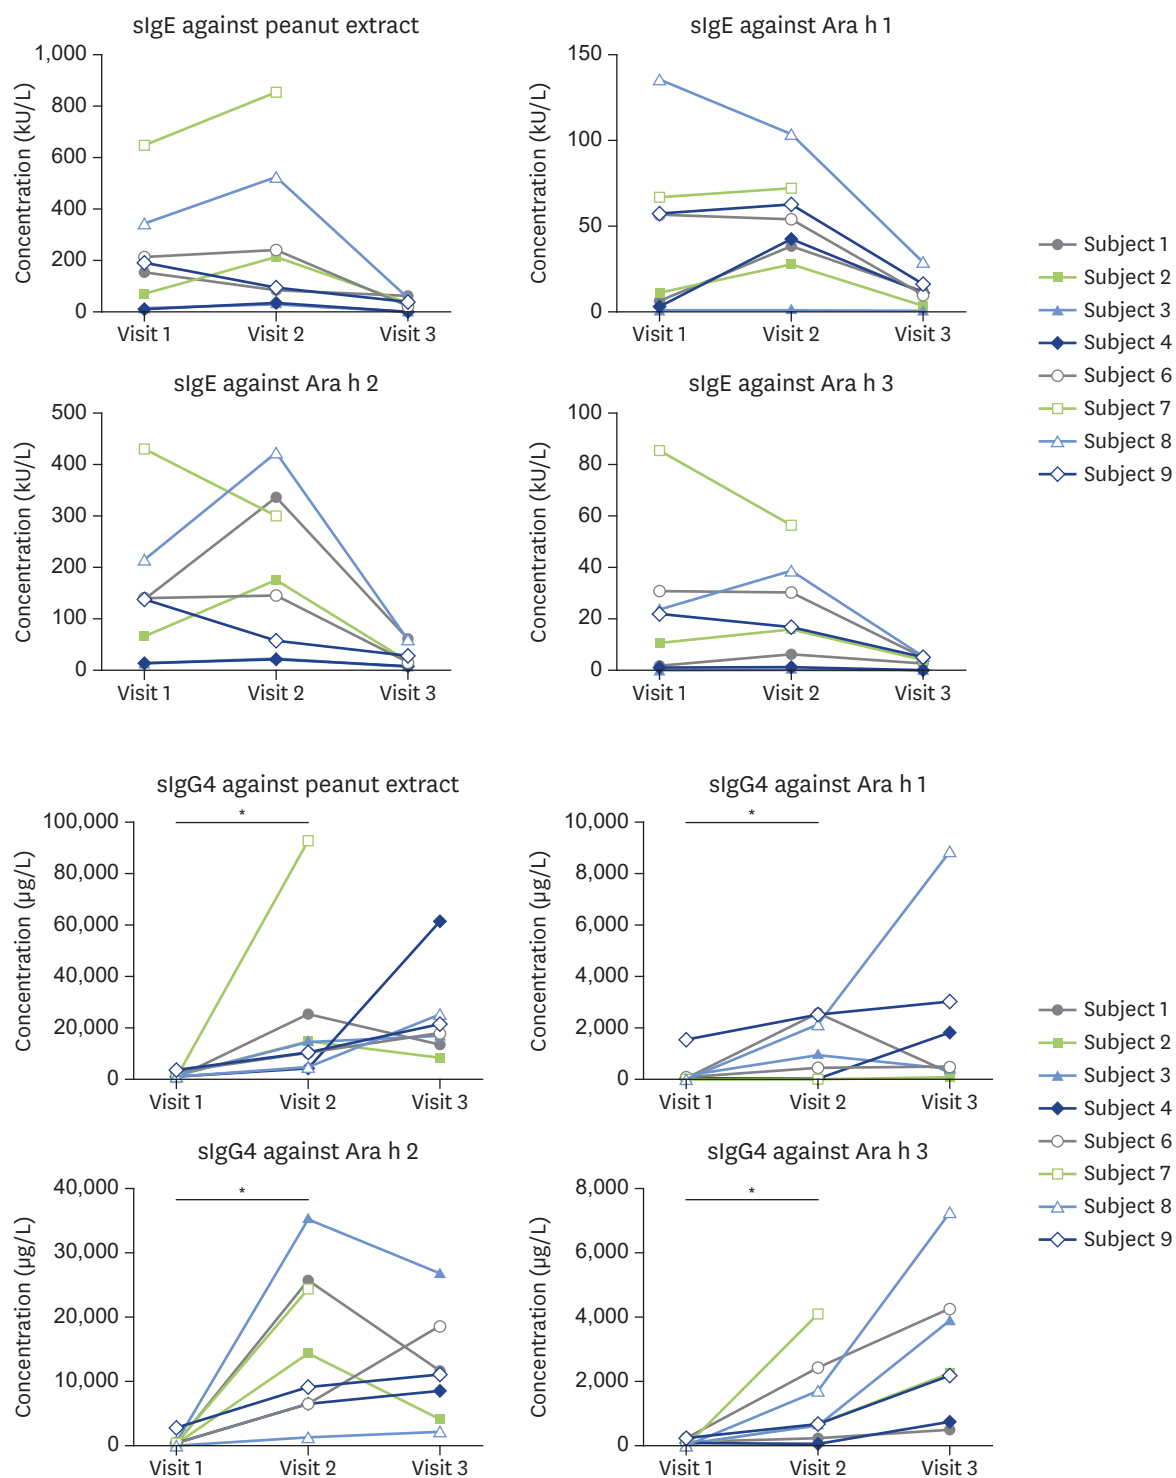 sIgE against peanut extract
Concentration (kU/L)
1,000
800
600
400
200
0
Visit 1
Visit 2
Visit 3
sIgE against Ara h 1
Concentration (kU/L)
150
100
50
0
Visit 1
Visit 2
Visit 3
sIgE against Ara h 2
Concentration (kU/L)
500
400
300
200
100
0
Visit 1
Visit 2
Visit 3
sIgE against Ara h 3
Concentration (kU/L)
100
80
60
40
20
0
Visit 1
Visit 2
Visit 3
Subject 1
Subject 2
Subject 3
Subject 4
Subject 6
Subject 7
Subject 8
Subject 9
sIgG4 against peanut extract
*
Concentration (µg/L)
100,000
80,000
60,000
40,000
20,000
0
Visit 1
Visit 2
Visit 3
sIgG4 against Ara h 1
*
Concentration (µg/L)
10,000
8,000
6,000
4,000
2,000
0
Visit 1
Visit 2
Visit 3
sIgG4 against Ara h 2
*
Concentration (µg/L)
40,000
30,000
20,000
10,000
0
Visit 1
Visit 2
Visit 3
sIgG4 against Ara h 3
*
Concentration (µg/L)
8,000
6,000
4,000
2,000
0
Visit 1
Visit 2
Visit 3
Subject 1
Subject 2
Subject 3
Subject 4
Subject 6
Subject 7
Subject 8
Subject 9